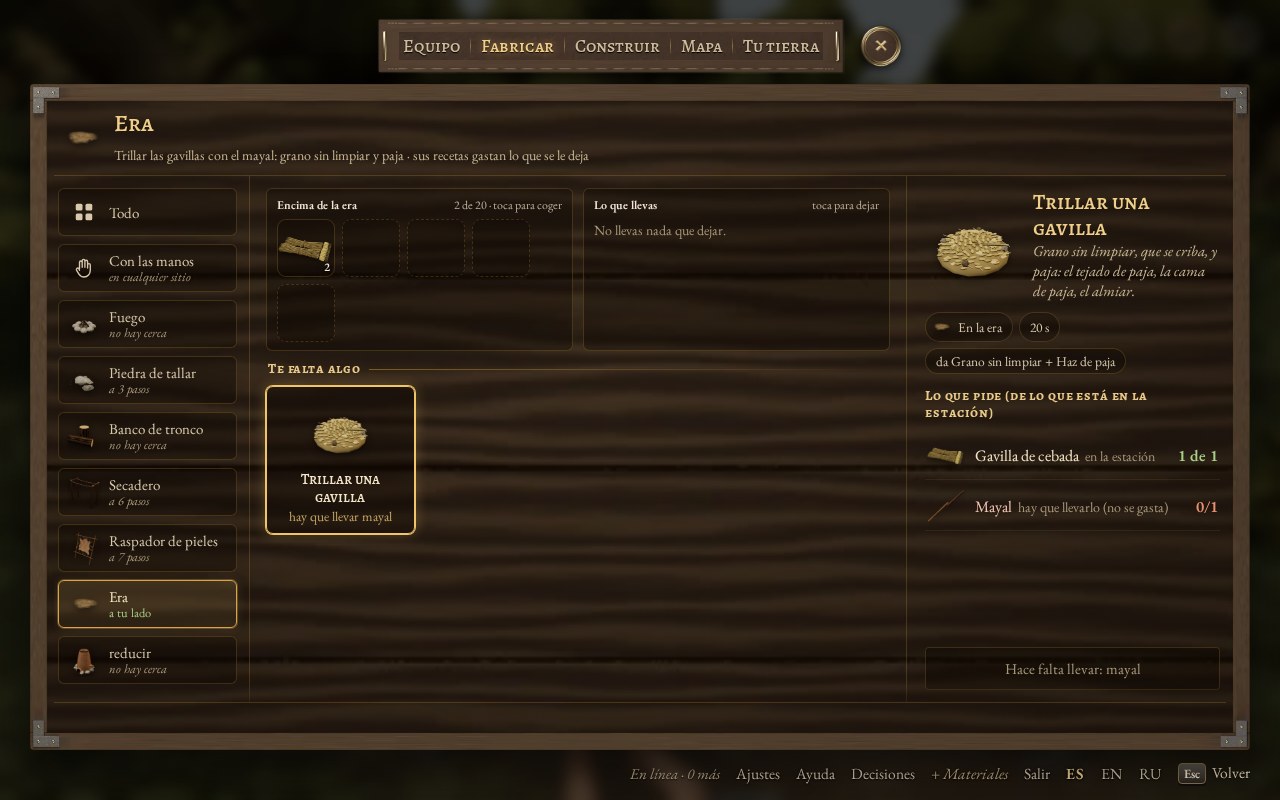 Equipo
Fabricar
Construir
Mapa
Tu tierra
×
Era
Trillar las gavillas con el mayal: grano sin limpiar y paja · sus recetas gastan lo que se le deja
Todo
Con las manos
en cualquier sitio
Fuego
no hay cerca
Piedra de tallar
a 3 pasos
Banco de tronco
no hay cerca
Secadero
a 6 pasos
Raspador de pieles
a 7 pasos
Era
a tu lado
reducir
no hay cerca
Encima de la era
2 de 20 · toca para coger
2
Lo que llevas
toca para dejar
No llevas nada que dejar.
Te falta algo
Trillar una
gavilla
hay que llevar mayal
Trillar una
gavilla
Grano sin limpiar, que se criba, y
paja: el tejado de paja, la cama
de paja, el almiar.
En la era
20 s
da Grano sin limpiar + Haz de paja
Lo que pide (de lo que está en la
estación)
Gavilla de cebada en la estación 1 de 1
Mayal hay que llevarlo (no se gasta) 0/1
Hace falta llevar: mayal
En línea · 0 más
Ajustes
Ayuda
Decisiones
+ Materiales
Salir
ES
EN
RU
Esc
Volver